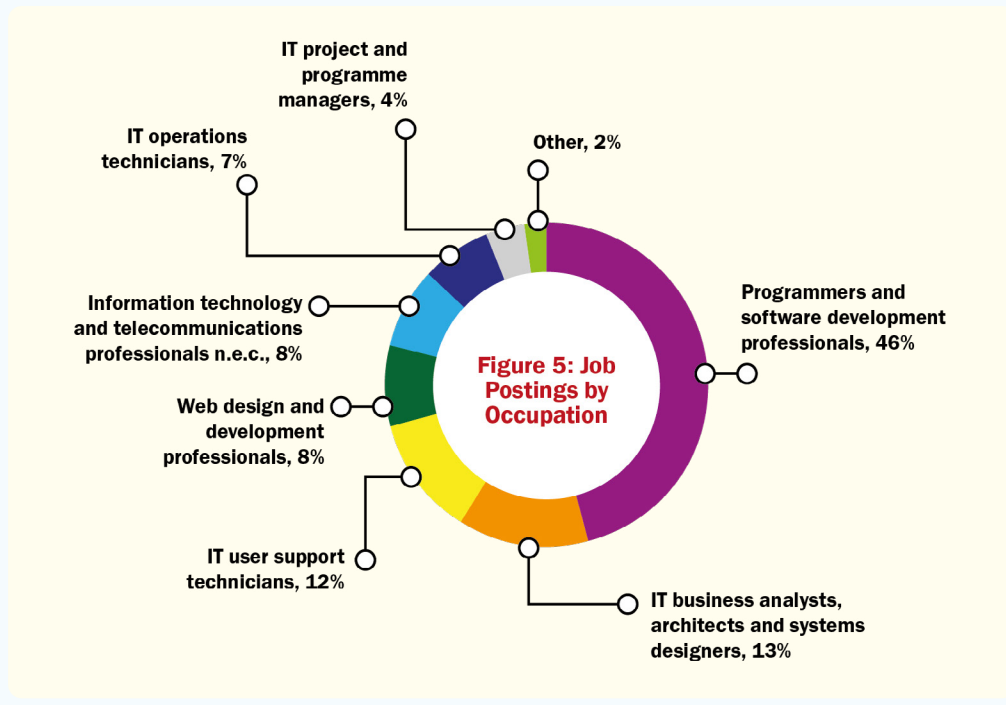 IT project and
programme
managers, 4%
Other, 2%
IT operations
technicians, 7%
Programmers and
software development
professionals, 46%
Information technology
and telecommunications
professionals n.e.c., 8%
Figure 5: Job
Postings by
Occupation
Web design and
development
professionals, 8%
IT user support
technicians, 12%
IT business analysts,
architects and systems
designers, 13%